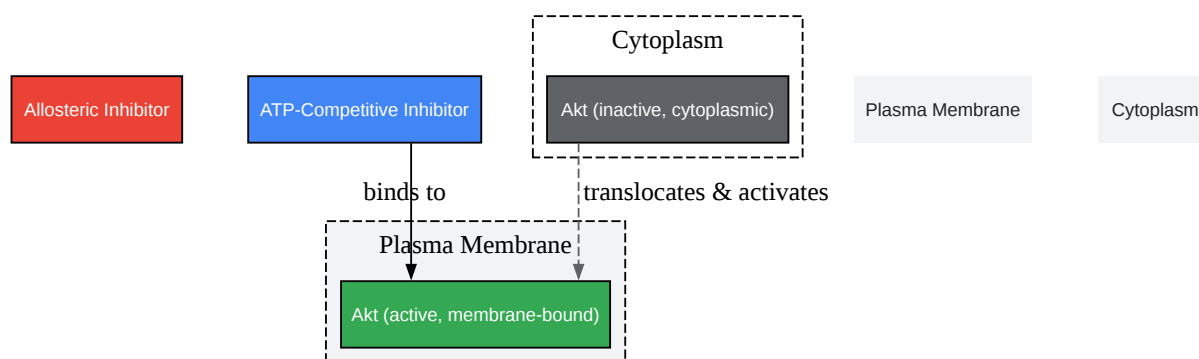 Cytoplasm
Allosteric Inhibitor
ATP-Competitive Inhibitor
Akt (inactive, cytoplasmic)
Plasma Membrane
Cytoplasm
binds to
translocates & activates
Plasma Membrane
Akt (active, membrane-bound)